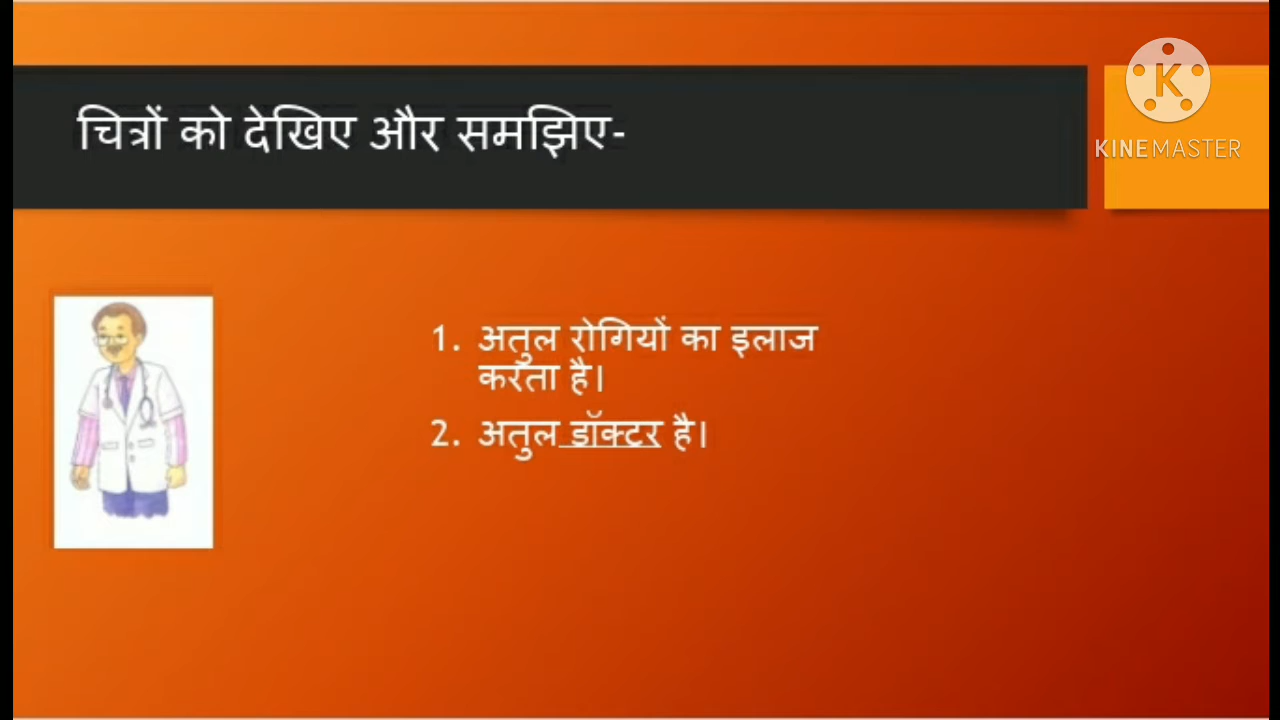 चित्रों को देखिए और समझिए-
K
KINEMASTER
1. अतुल रोगियों का इलाज
करता है।
2. अतुल डॉक्टर है।